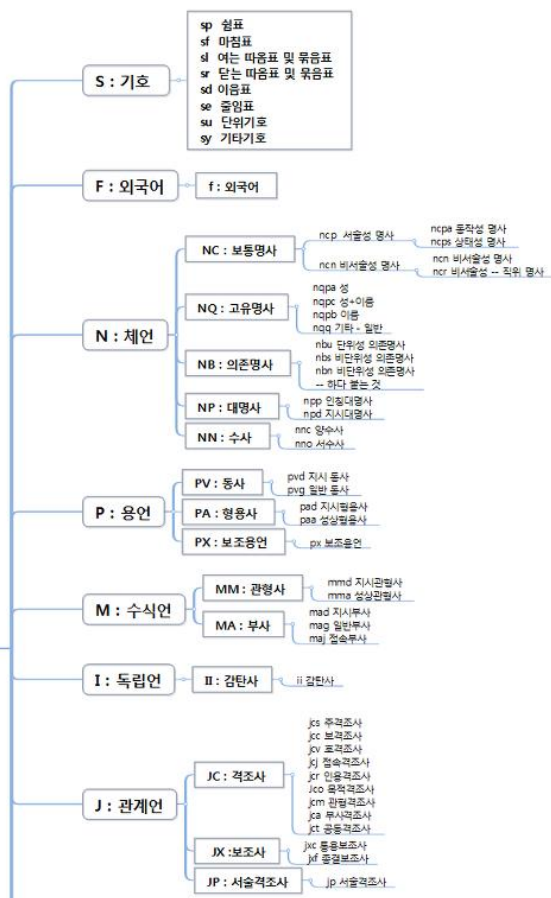 S : 기호
sp 쉼표
sf 마침표
sl 여는 따옴표 및 묶음표
sr 닫는 따옴표 및 묶음표
sd 이음표
se 줄임표
su 단위기호
sy 기타기호
F : 외국어
f : 외국어
N : 체언
NC : 보통명사
ncp 서술성 명사
ncpa 동작성 명사
ncps 상태성 명사
ncn 비서술성 명사
ncn 비서술성 명사
ncr 비서술성 -- 직위 명사
NQ : 고유명사
nqpa 성
nqpc 성+이름
nqpb 이름
nqq 기타 - 일반
NB : 의존명사
nbu 단위성 의존명사
nbs 비단위성 의존명사
nbn 비단위성 의존명사
-- 하다 붙는 것
NP : 대명사
npp 인칭대명사
npd 지시대명사
NN : 수사
nnc 양수사
nno 서수사
P : 용언
PV : 동사
pvd 지시 동사
pvg 일반 동사
PA : 형용사
pad 지시형용사
paa 성상형용사
PX : 보조용언
px 보조용언
M : 수식언
MM : 관형사
mmd 지시관형사
mma 성상관형사
MA : 부사
mad 지시부사
mag 일반부사
maj 접속부사
I : 독립언
II : 감탄사
ii 감탄사
J : 관계언
JC : 격조사
jcs 주격조사
jcc 보격조사
jcv 호격조사
jcj 접속격조사
jcr 인용격조사
Jco 목적격조사
jcm 관형격조사
jca 부사격조사
jct 공동격조사
JX :보조사
jxc 통용보조사
jxf 종결보조사
JP : 서술격조사
jp 서술격조사